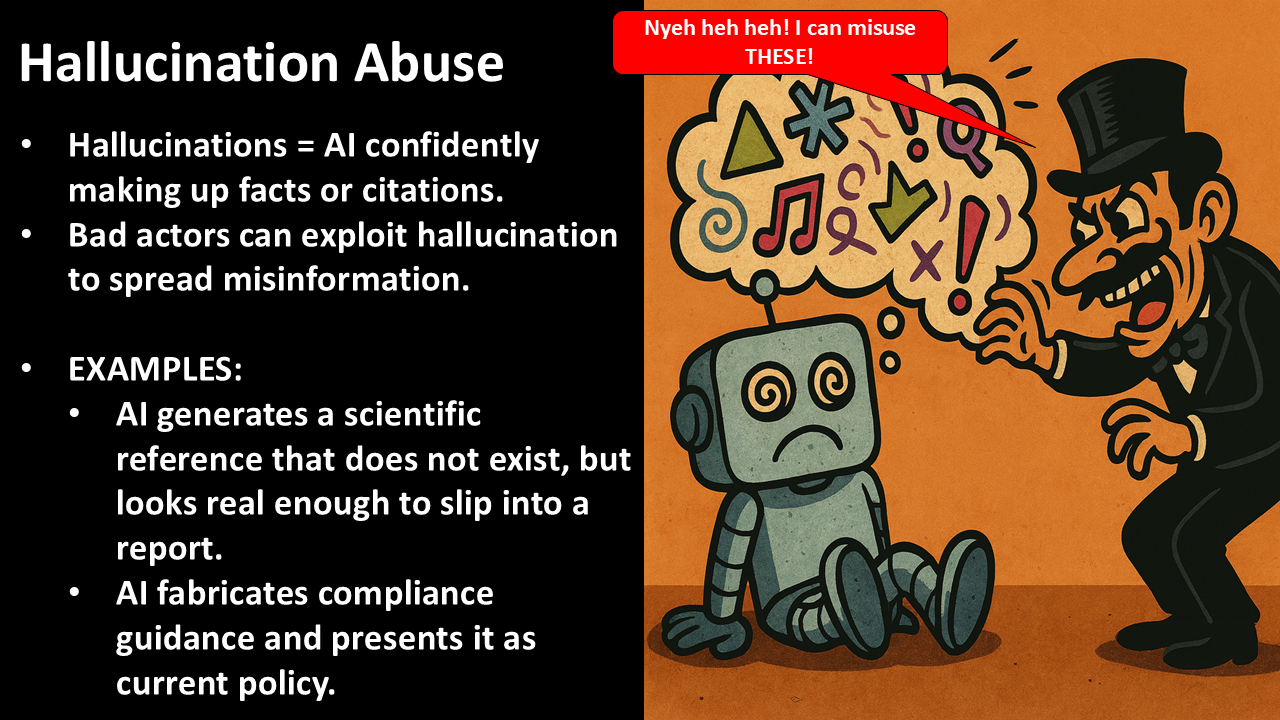 Hallucination Abuse
• Hallucinations = AI confidently
making up facts or citations.
• Bad actors can exploit hallucination
to spread misinformation.
• EXAMPLES:
• AI generates a scientific
reference that does not exist, but
looks real enough to slip into a
report.
• AI fabricates compliance
guidance and presents it as
current policy.
Nyeh heh heh! I can misuse
THESE!